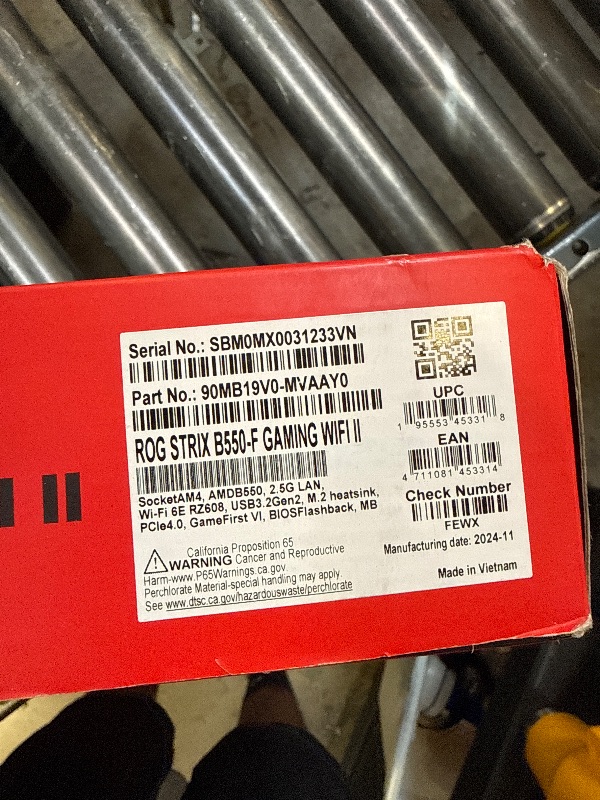 Serial No.: SBM0MX0031233VN
Part No.: 90MB19V0-MVAAY0
ROG STRIX B550-F GAMING WIFI II
SocketAM4, AMDB550, 2.5G LAN,
Wi-Fi 6E RZ608, USB3.2Gen2, M.2 heatsink,
PCIe4.0, GameFirst VI, BIOSFlashback, MB
California Proposition 65
WARNING Cancer and Reproductive
Harm-www.P65Warnings.ca.gov.
Perchlorate Material-special handling may apply.
See www.dtsc.ca.gov/hazardouswaste/perchlorate
UPC
1 95553 45331 8
EAN
4 711081 453314
Check Number
FEWX
Manufacturing date: 2024-11
Made in Vietnam
II